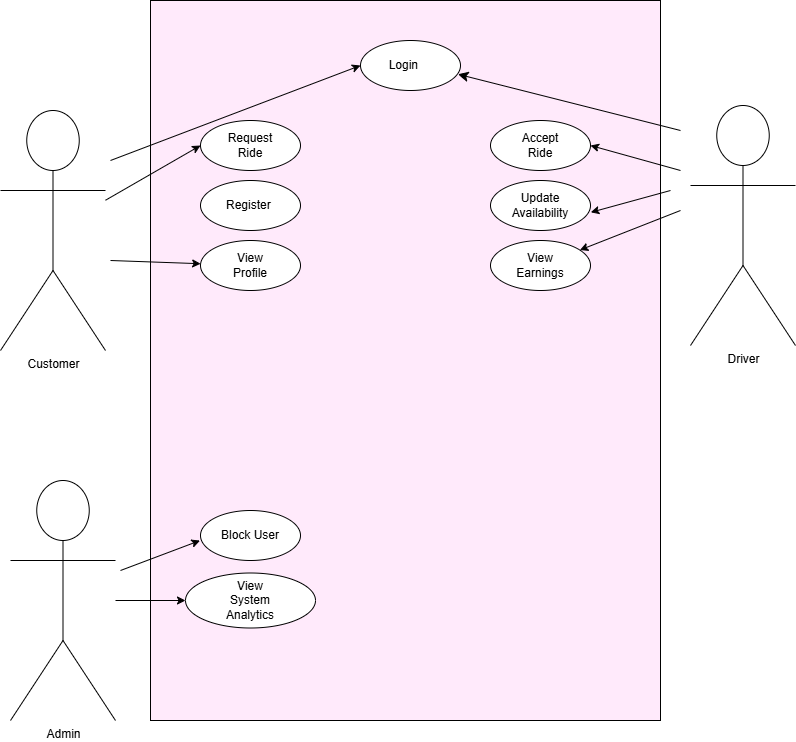 Login
Request
Ride
Accept
Ride
Register
Update
Availability
View
Profile
View
Earnings
Customer
Driver
Block User
View
System
Analytics
Admin